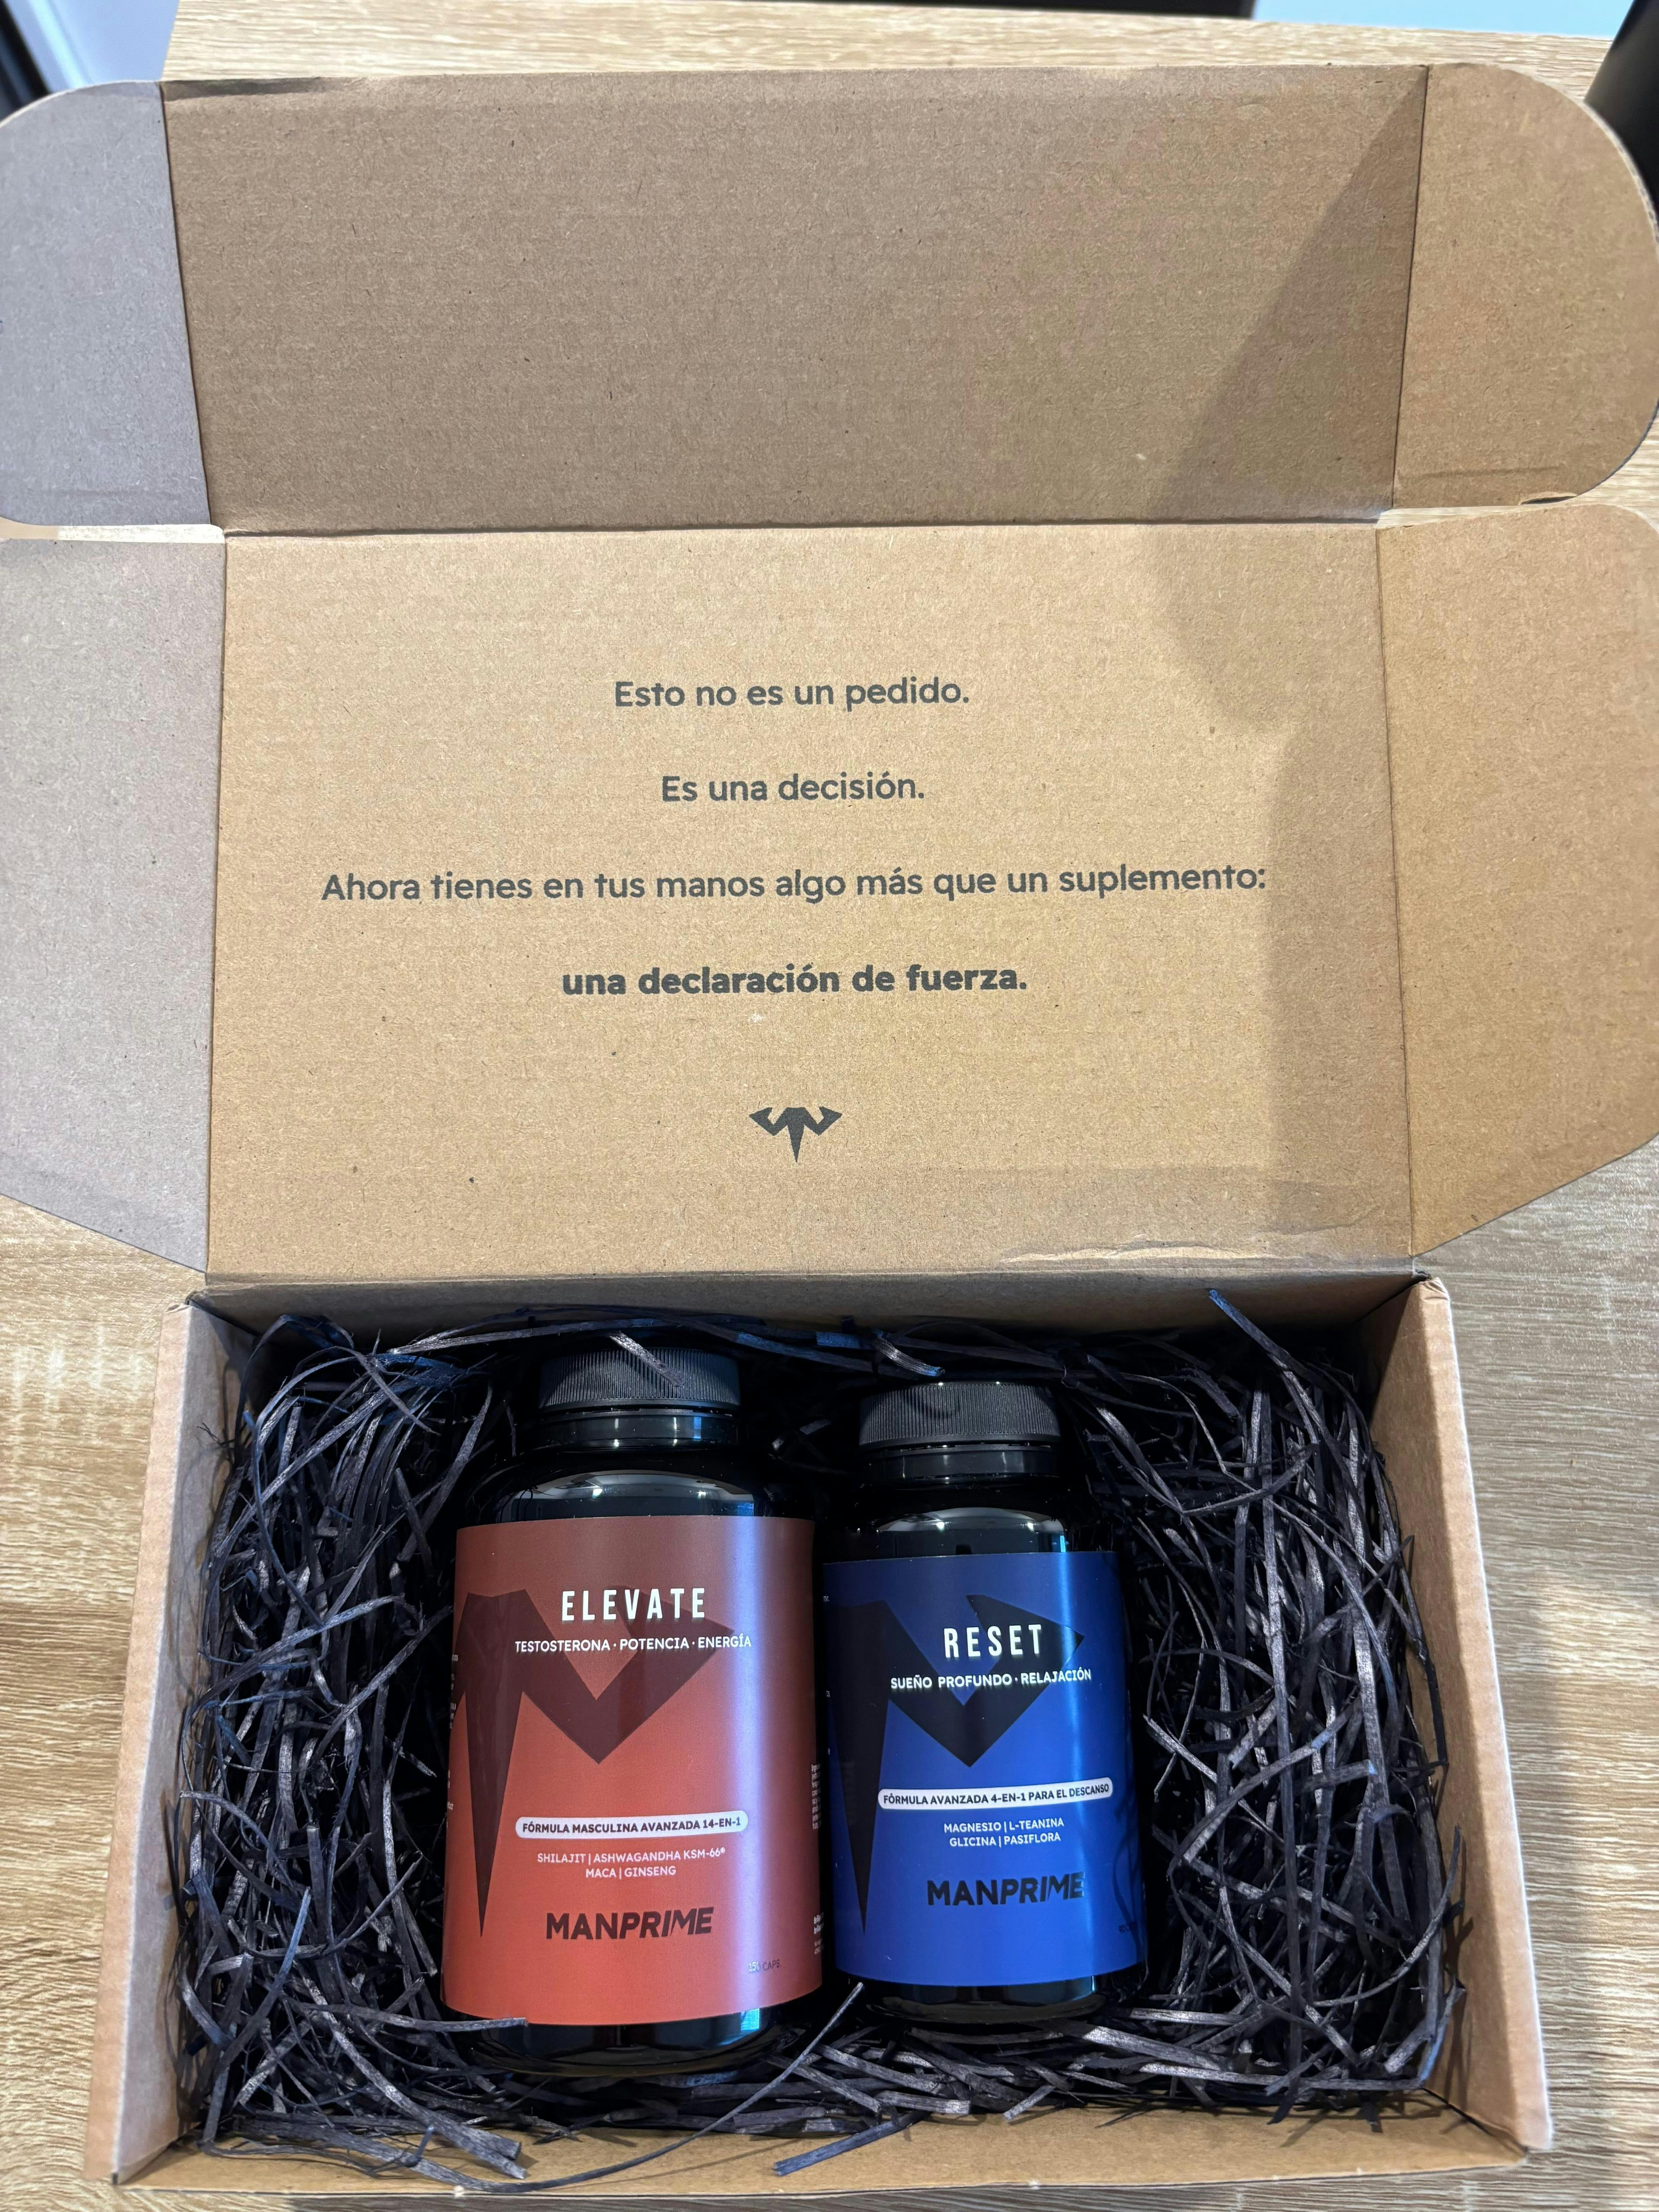 Esto no es un pedido.
Es una decisión.
Ahora tienes en tus manos algo más que un suplemento:
una declaración de fuerza.
ELEVATE
TESTOSTERONA · POTENCIA · ENERGÍA
FÓRMULA MASCULINA AVANZADA 14-EN-1
SHILAJIT | ASHWAGANDHA KSM-66®
MACA | GINSENG
MANPRIME
150 CAPS
RESET
SUEÑO PROFUNDO · RELAJACIÓN
FÓRMULA AVANZADA 4-EN-1 PARA EL DESCANSO
MAGNESIO | L-TEANINA
GLICINA | PASIFLORA
MANPRIME